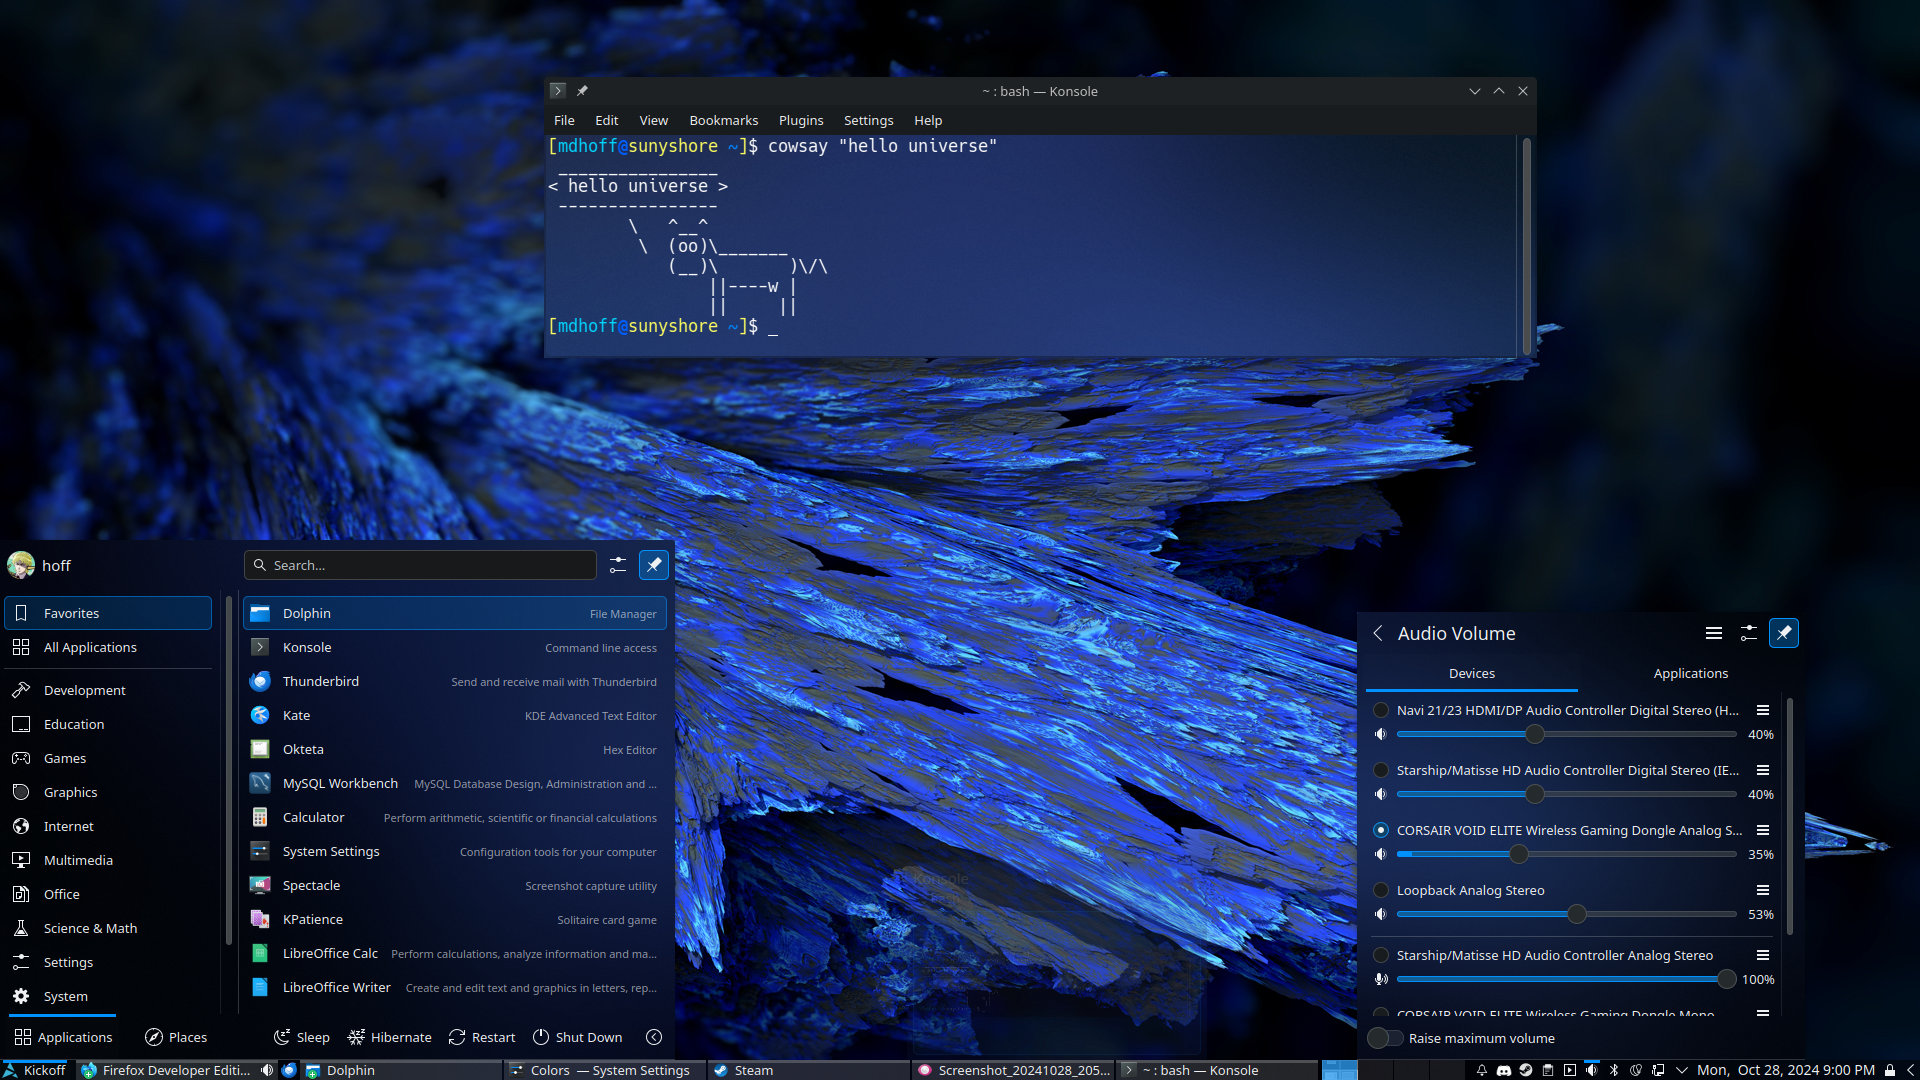 ~ : bash — Konsole
File Edit View Bookmarks Plugins Settings Help
[mdhoff@sunyshore ~]$ cowsay "hello universe"
 ________________
< hello universe >
 ----------------
        \   ^__^
         \  (oo)\_______
            (__)\       )\/\
                ||----w |
                ||     ||
[mdhoff@sunyshore ~]$ _
hoff
Search...
Favorites
All Applications
Development
Education
Games
Graphics
Internet
Multimedia
Office
Science & Math
Settings
System
Dolphin File Manager
Konsole Command line access
Thunderbird Send and receive mail with Thunderbird
Kate KDE Advanced Text Editor
Okteta Hex Editor
MySQL Workbench MySQL Database Design, Administration and ...
Calculator Perform arithmetic, scientific or financial calculations
System Settings Configuration tools for your computer
Spectacle Screenshot capture utility
KPatience Solitaire card game
LibreOffice Calc Perform calculations, analyze information and ma...
LibreOffice Writer Create and edit text and graphics in letters, rep...
Applications Places Sleep Hibernate Restart Shut Down
Konsole
Audio Volume
Devices Applications
Navi 21/23 HDMI/DP Audio Controller Digital Stereo (H...
40%
Starship/Matisse HD Audio Controller Digital Stereo (IE...
40%
CORSAIR VOID ELITE Wireless Gaming Dongle Analog S...
35%
Loopback Analog Stereo
53%
Starship/Matisse HD Audio Controller Analog Stereo
100%
CORSAIR VOID ELITE Wireless Gaming Dongle Mono
Raise maximum volume
Kickoff Firefox Developer Editi... Dolphin Colors — System Settings Steam Screenshot_20241028_205... ~ : bash — Konsole Mon, Oct 28, 2024 9:00 PM